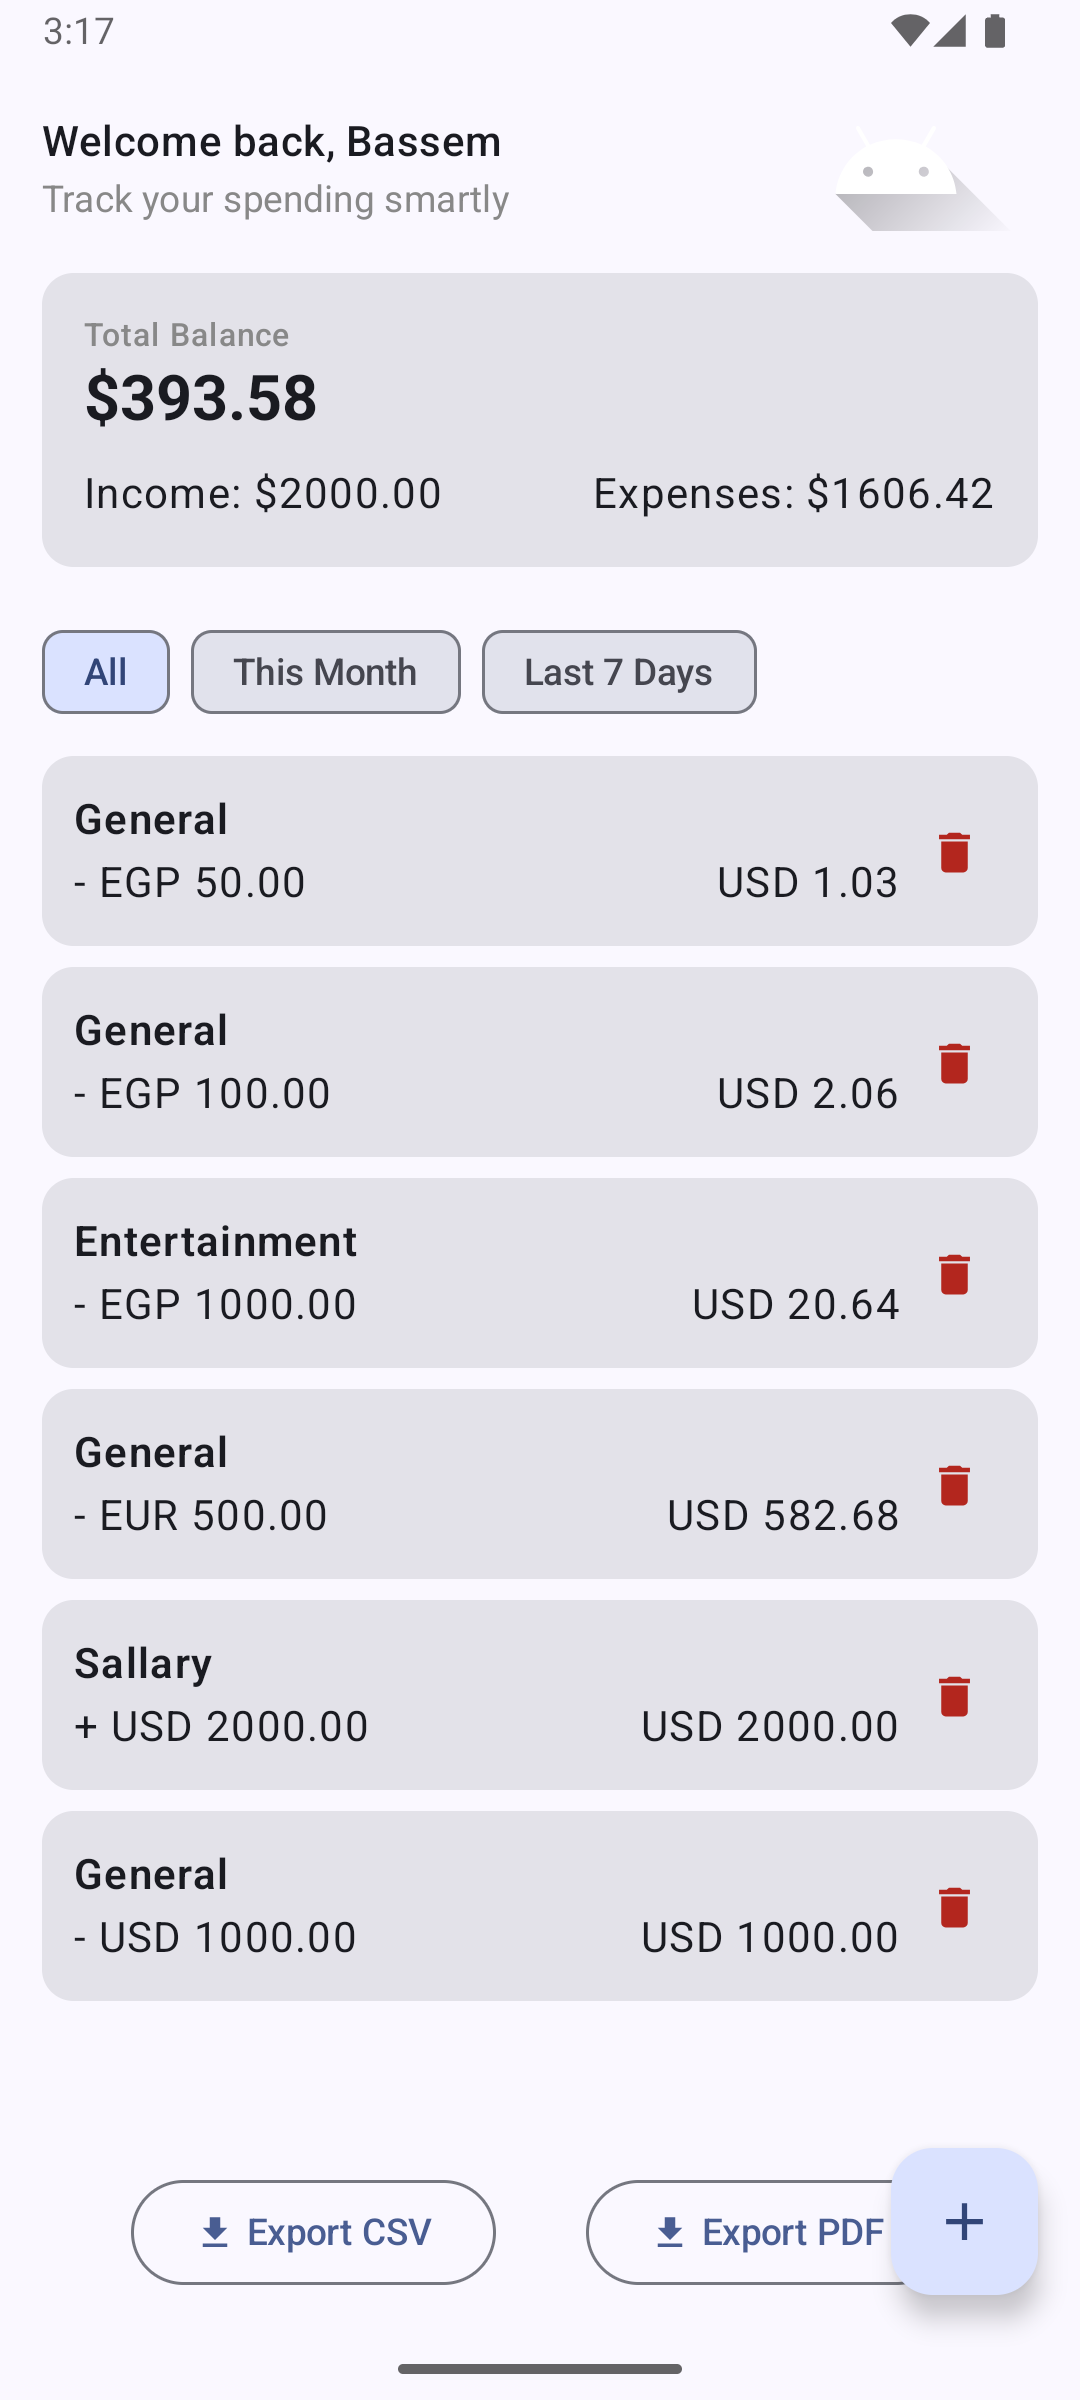 3:17
Welcome back, Bassem
Track your spending smartly
Total Balance
$393.58
Income: $2000.00 Expenses: $1606.42
All This Month Last 7 Days
General
- EGP 50.00 USD 1.03
General
- EGP 100.00 USD 2.06
Entertainment
- EGP 1000.00 USD 20.64
General
- EUR 500.00 USD 582.68
Sallary
+ USD 2000.00 USD 2000.00
General
- USD 1000.00 USD 1000.00
Export CSV Export PDF